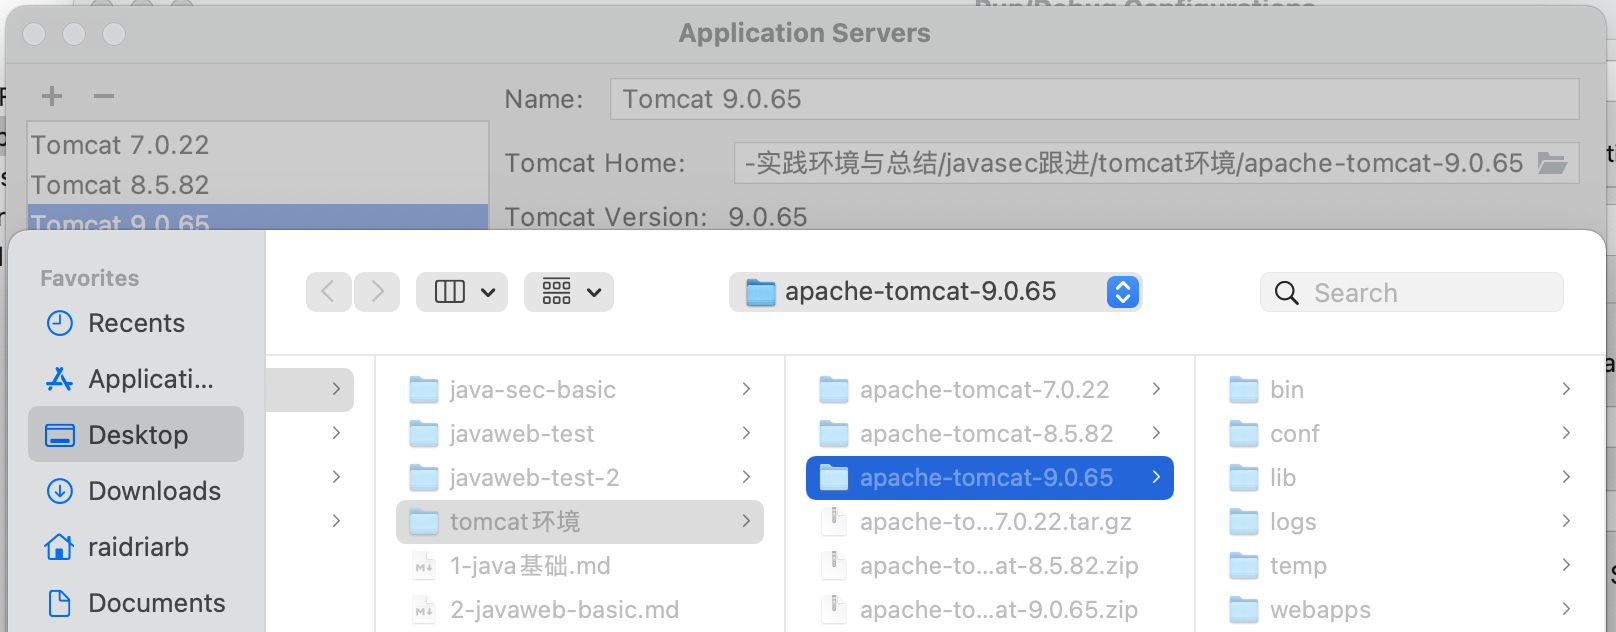 Application Servers
Name: Tomcat 9.0.65
Tomcat 7.0.22
Tomcat 8.5.82
Tomcat 9.0.65
Tomcat Home: -实践环境与总结/javasec跟进/tomcat环境/apache-tomcat-9.0.65
Tomcat Version: 9.0.65
Favorites
Recents
Applicati...
Desktop
Downloads
raidriarb
Documents
apache-tomcat-9.0.65
Search
java-sec-basic
javaweb-test
javaweb-test-2
tomcat环境
1-java基础.md
2-javaweb-basic.md
apache-tomcat-7.0.22
apache-tomcat-8.5.82
apache-tomcat-9.0.65
apache-to...7.0.22.tar.gz
apache-to...at-8.5.82.zip
apache-to...at-9.0.65.zip
bin
conf
lib
logs
temp
webapps